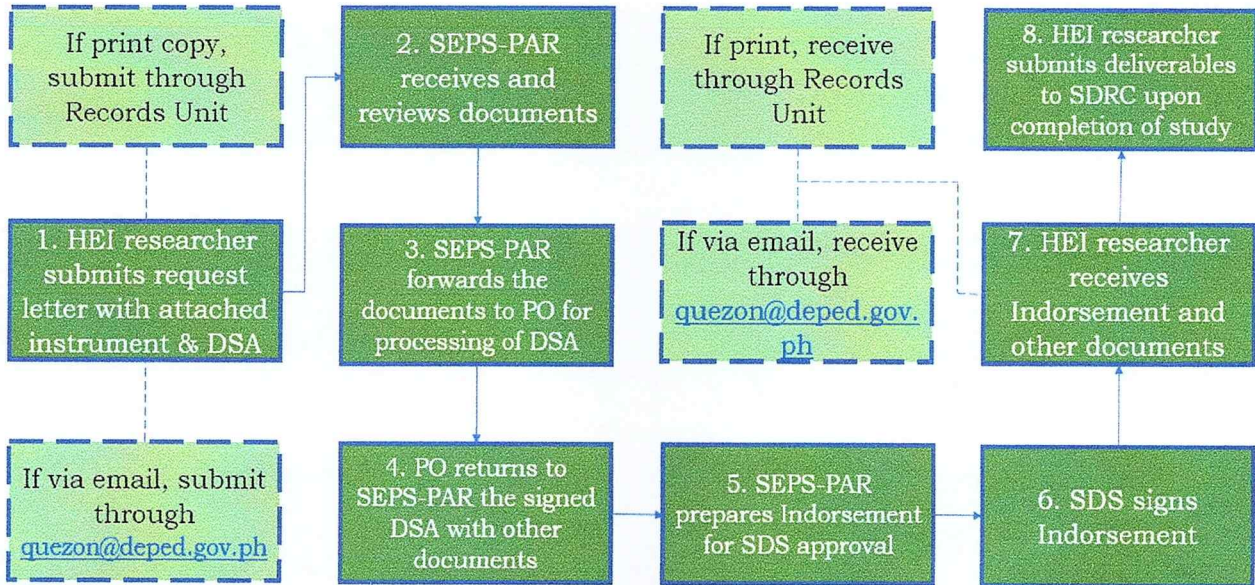 If print copy,
submit through
Records Unit
1. HEI researcher
submits request
letter with attached
instrument & DSA
If via email, submit
through
quezon@deped.gov.ph
2. SEPS-PAR
receives and
reviews documents
3. SEPS-PAR
forwards the
documents to PO for
processing of DSA
4. PO returns to
SEPS-PAR the signed
DSA with other
documents
5. SEPS-PAR
prepares Indorsement
for SDS approval
6. SDS signs
Indorsement
7. HEI researcher
receives
Indorsement and
other documents
If print, receive
through Records
Unit
If via email, receive
through
quezon@deped.gov.
ph
8. HEI researcher
submits deliverables
to SDRC upon
completion of study